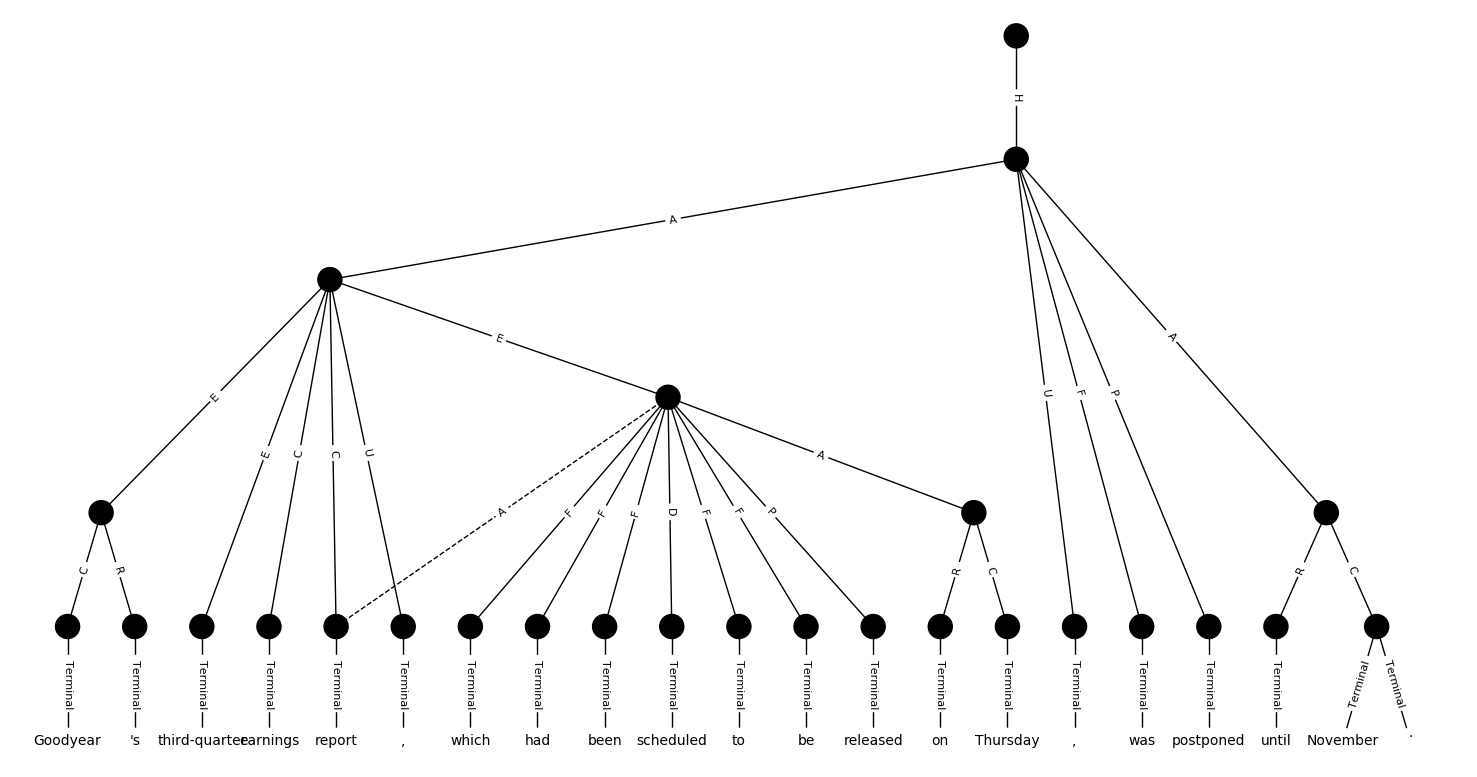 H
A
E
A
E
A
U
F
P
E
C
C
U
A
F
F
F
D
F
F
P
C
R
R
C
R
C
Terminal Terminal Terminal Terminal Terminal Terminal Terminal Terminal Terminal Terminal Terminal Terminal Terminal Terminal Terminal Terminal Terminal Terminal Terminal Terminal Terminal
Goodyear 's third-quarter earnings report , which had been scheduled to be released on Thursday , was postponed until November .